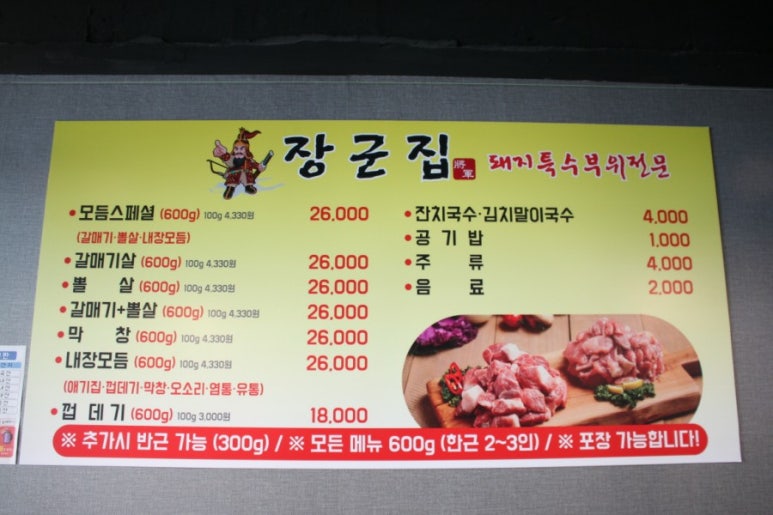 장군집 將軍 돼지특수부위전문
• 모듬스페셜 (600g) 100g 4,330원 26,000
(갈매기·뽈살·내장모듬)
• 갈매기살 (600g) 100g 4,330원 26,000
• 뽈 살 (600g) 100g 4,330원 26,000
• 갈매기+뽈살 (600g) 100g 4,330원 26,000
• 막 창 (600g) 100g 4,330원 26,000
• 내장모듬 (600g) 100g 4,330원 26,000
(애기집·껍데기·막창·오소리·염통·유통)
• 껍 데 기 (600g) 100g 3,000원 18,000
• 잔치국수·김치말이국수 4,000
• 공 기 밥 1,000
• 주 류 4,000
• 음 료 2,000
※ 추가시 반근 가능 (300g) / ※ 모든 메뉴 600g (한근 2~3인) / ※ 포장 가능합니다!